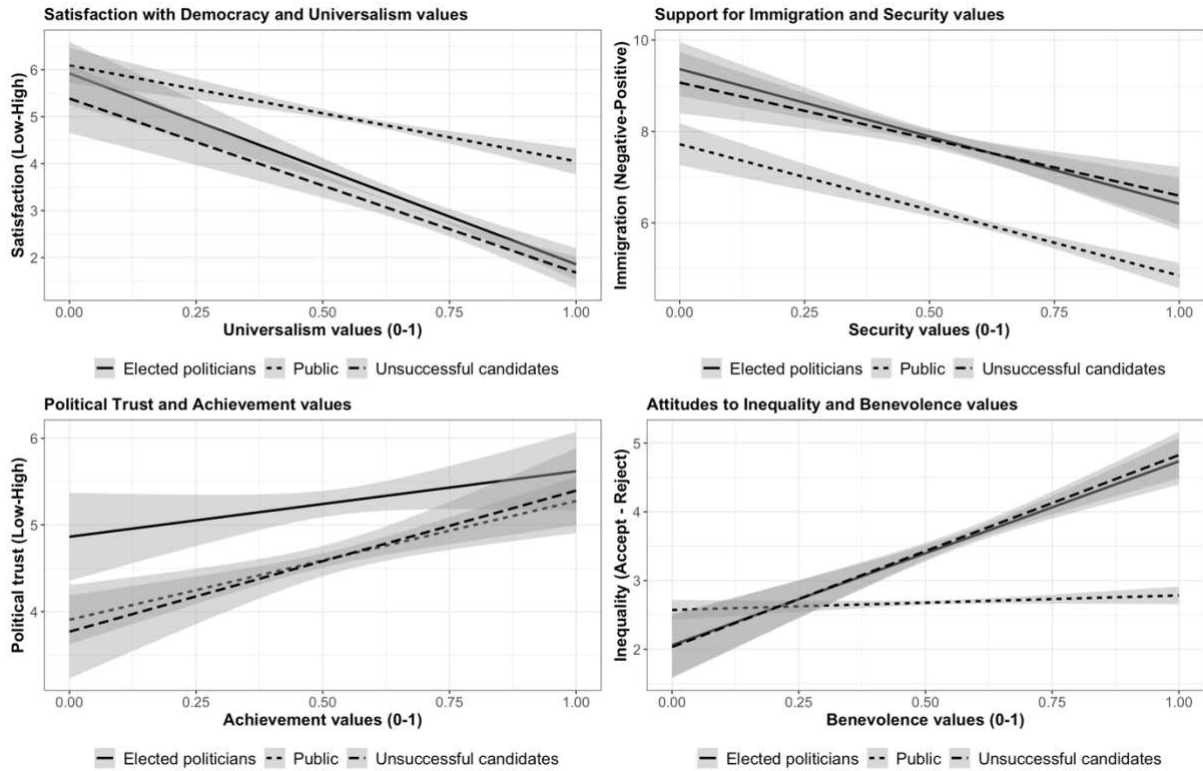 Satisfaction with Democracy and Universalism values
Satisfaction (Low-High)
6
5
4
3
2
0.00 0.25 0.50 0.75 1.00
Universalism values (0-1)
Elected politicians Public Unsuccessful candidates
Support for Immigration and Security values
Immigration (Negative-Positive)
10
8
6
0.00 0.25 0.50 0.75 1.00
Security values (0-1)
Elected politicians Public Unsuccessful candidates
Political Trust and Achievement values
Political trust (Low-High)
6
5
4
0.00 0.25 0.50 0.75 1.00
Achievement values (0-1)
Elected politicians Public Unsuccessful candidates
Attitudes to Inequality and Benevolence values
Inequality (Accept - Reject)
5
4
3
2
0.00 0.25 0.50 0.75 1.00
Benevolence values (0-1)
Elected politicians Public Unsuccessful candidates